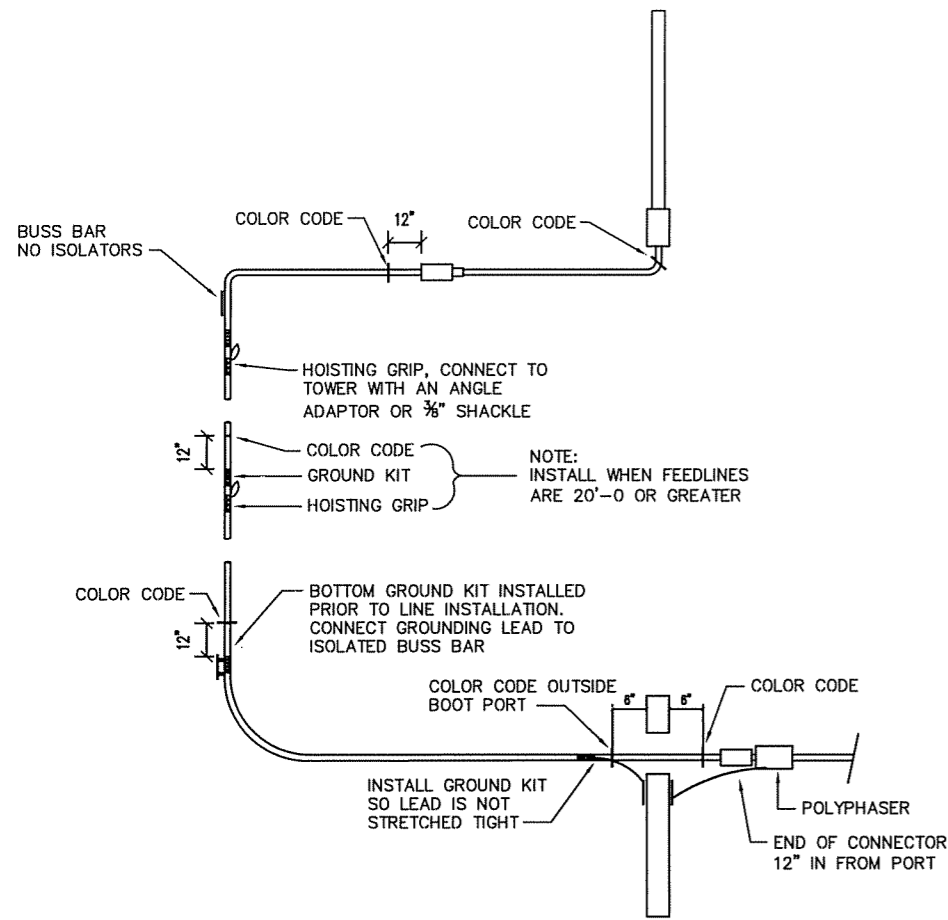 COLOR CODE
12"
COLOR CODE
BUSS BAR
NO ISOLATORS
HOISTING GRIP, CONNECT TO
TOWER WITH AN ANGLE
ADAPTOR OR ⅜" SHACKLE
12"
COLOR CODE
GROUND KIT
HOISTING GRIP
NOTE:
INSTALL WHEN FEEDLINES
ARE 20'-0 OR GREATER
COLOR CODE
12"
BOTTOM GROUND KIT INSTALLED
PRIOR TO LINE INSTALLATION.
CONNECT GROUNDING LEAD TO
ISOLATED BUSS BAR
COLOR CODE OUTSIDE
BOOT PORT
6"
6"
COLOR CODE
INSTALL GROUND KIT
SO LEAD IS NOT
STRETCHED TIGHT
POLYPHASER
END OF CONNECTOR
12" IN FROM PORT